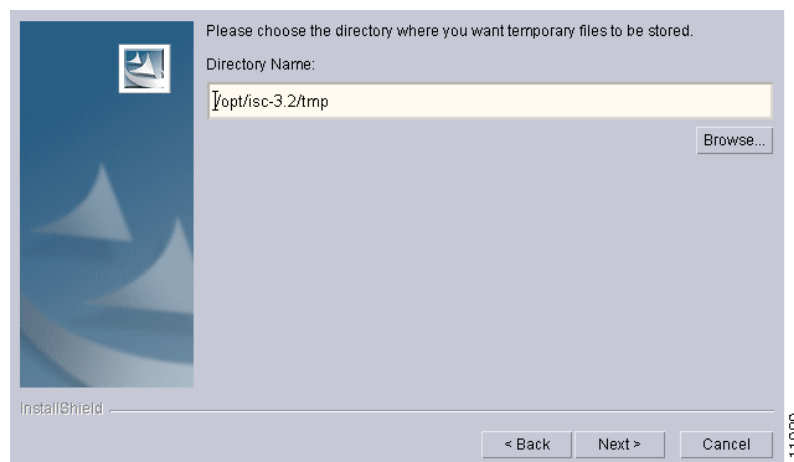 Please choose the directory where you want temporary files to be stored.
Directory Name:
/opt/isc-3.2/tmp
Browse...
InstallShield
< Back
Next >
Cancel